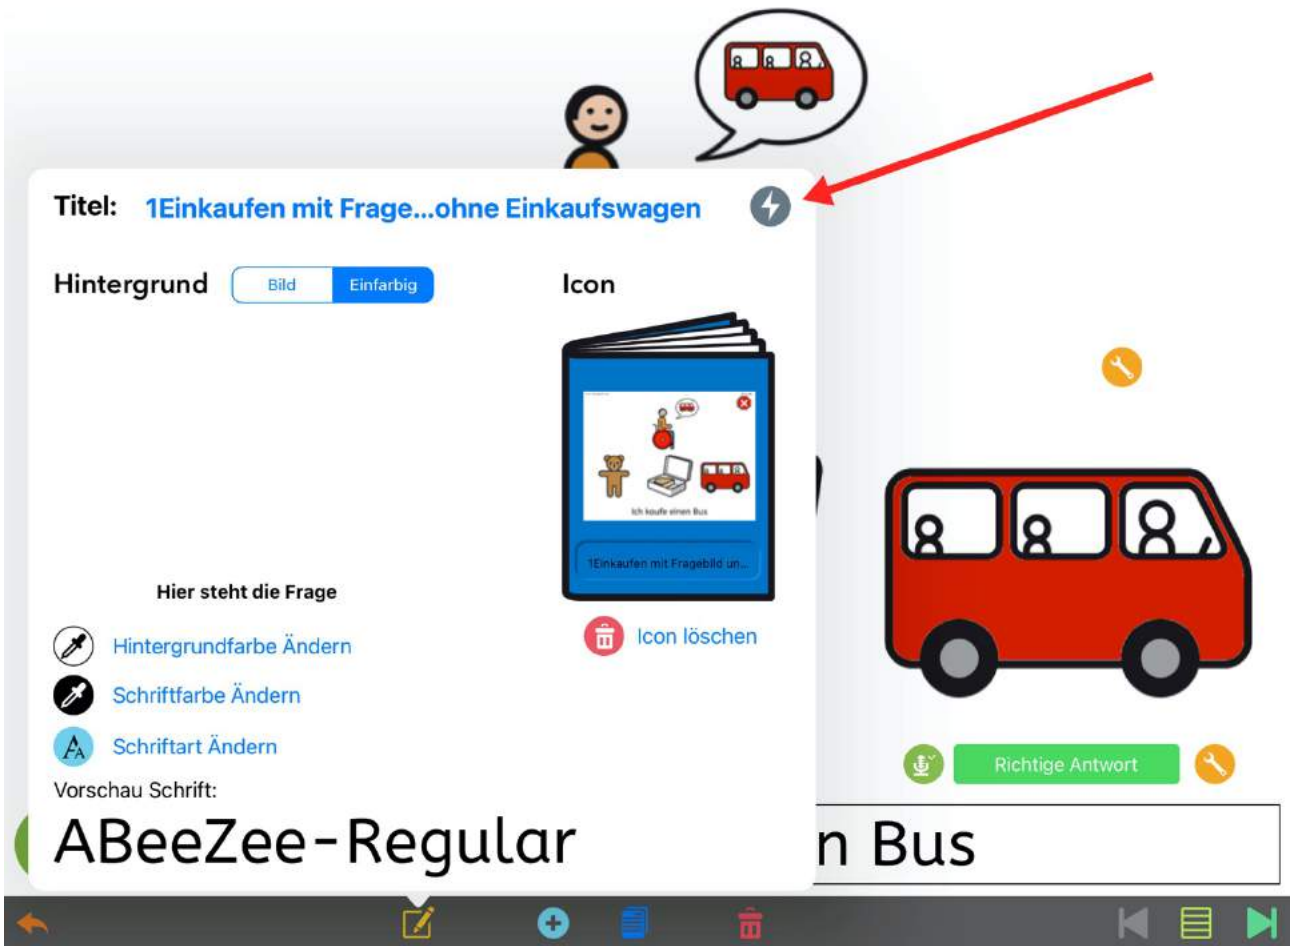 Titel: 1Einkaufen mit Frage...ohne Einkaufswagen
Hintergrund Bild Einfarbig
Icon
Ich kaufe einen Bus
1Einkaufen mit Fragebild un...
Hier steht die Frage
Hintergrundfarbe Ändern
Icon löschen
Schriftfarbe Ändern
Schriftart Ändern
Richtige Antwort
Vorschau Schrift:
ABeeZee-Regular
n Bus